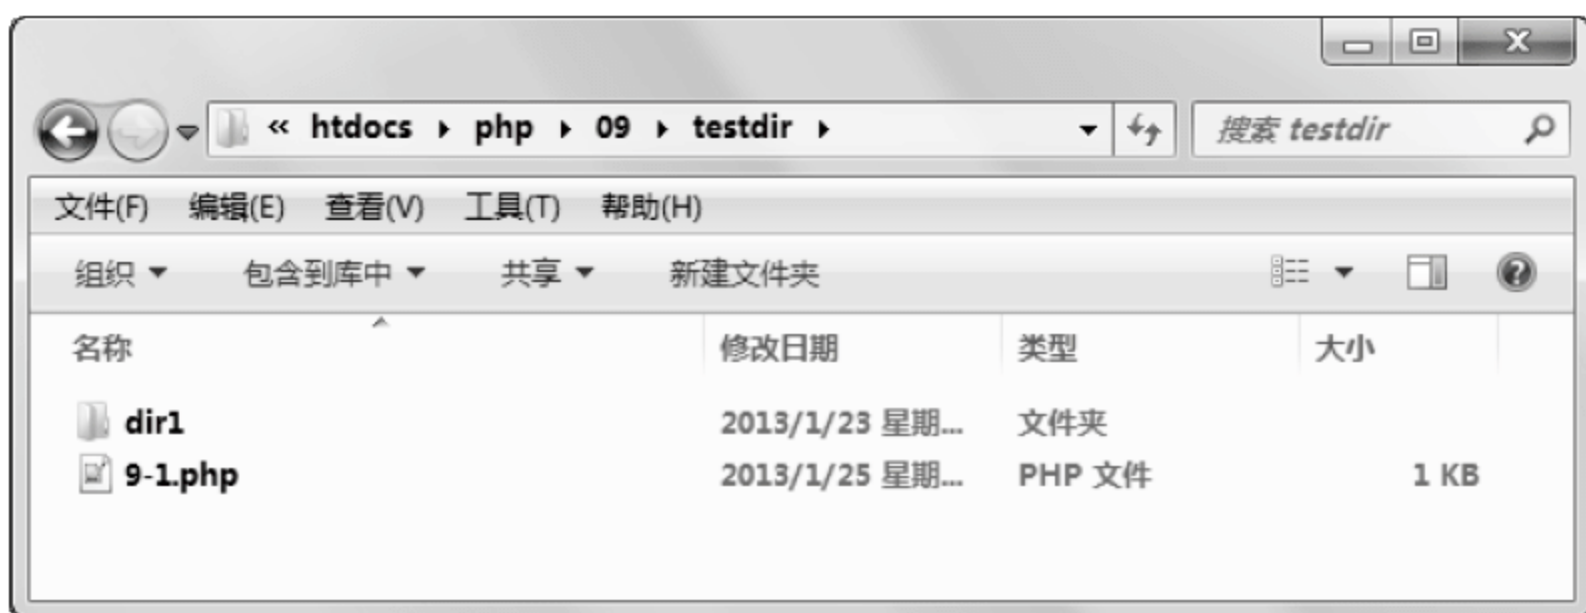 « htdocs ▸ php ▸ 09 ▸ testdir ▸ 搜索 testdir
文件(F) 编辑(E) 查看(V) 工具(T) 帮助(H)
组织 ▼ 包含到库中 ▼ 共享 ▼ 新建文件夹
名称 修改日期 类型 大小
dir1 2013/1/23 星期... 文件夹
9-1.php 2013/1/25 星期... PHP 文件 1 KB